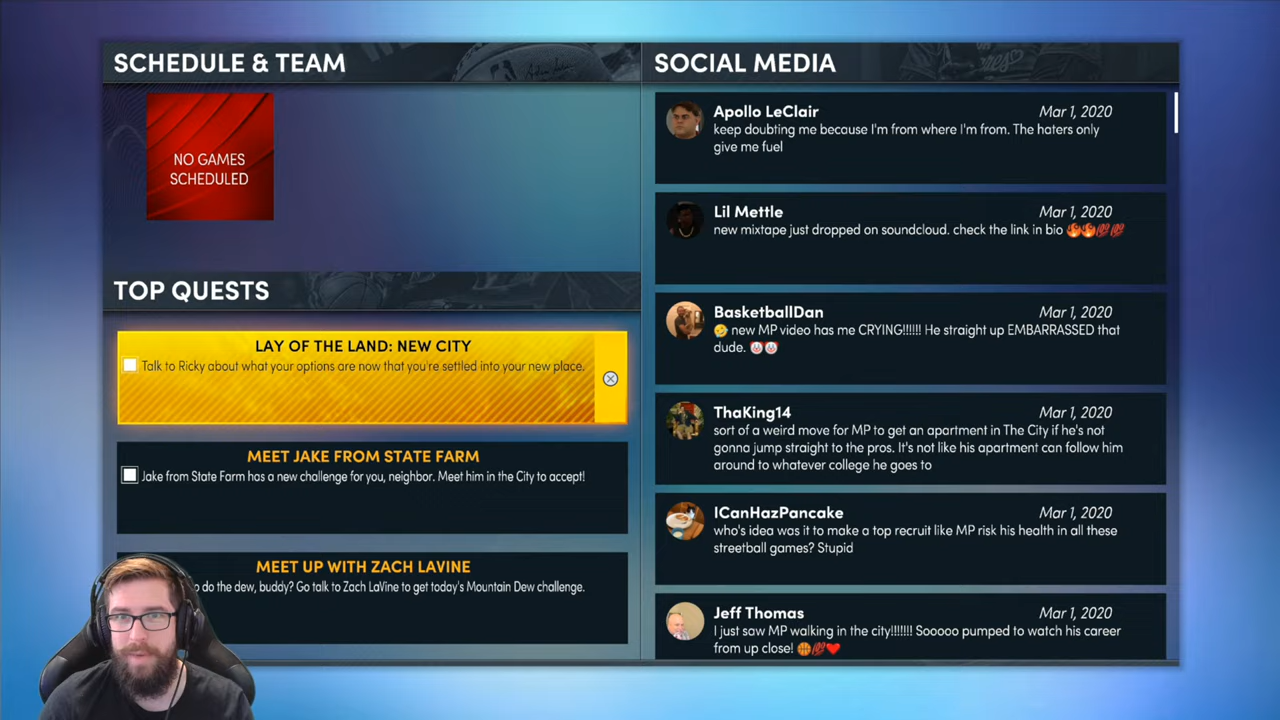 SCHEDULE & TEAM
NO GAMES
SCHEDULED
TOP QUESTS
LAY OF THE LAND: NEW CITY
Talk to Ricky about what your options are now that you're settled into your new place.
MEET JAKE FROM STATE FARM
Jake from State Farm has a new challenge for you, neighbor. Meet him in the City to accept!
MEET UP WITH ZACH LAVINE
do the dew, buddy? Go talk to Zach LaVine to get today's Mountain Dew challenge.
SOCIAL MEDIA
Apollo LeClair Mar 1, 2020
keep doubting me because I'm from where I'm from. The haters only
give me fuel
Lil Mettle Mar 1, 2020
new mixtape just dropped on soundcloud. check the link in bio 🔥🔥💯💯
BasketballDan Mar 1, 2020
🤣 new MP video has me CRYING!!!!!! He straight up EMBARRASSED that
dude. 🤡🤡
ThaKing14 Mar 1, 2020
sort of a weird move for MP to get an apartment in The City if he's not
gonna jump straight to the pros. It's not like his apartment can follow him
around to whatever college he goes to
ICanHazPancake Mar 1, 2020
who's idea was it to make a top recruit like MP risk his health in all these
streetball games? Stupid
Jeff Thomas Mar 1, 2020
I just saw MP walking in the city!!!!!!! Sooooo pumped to watch his career
from up close! 🏀💯❤️